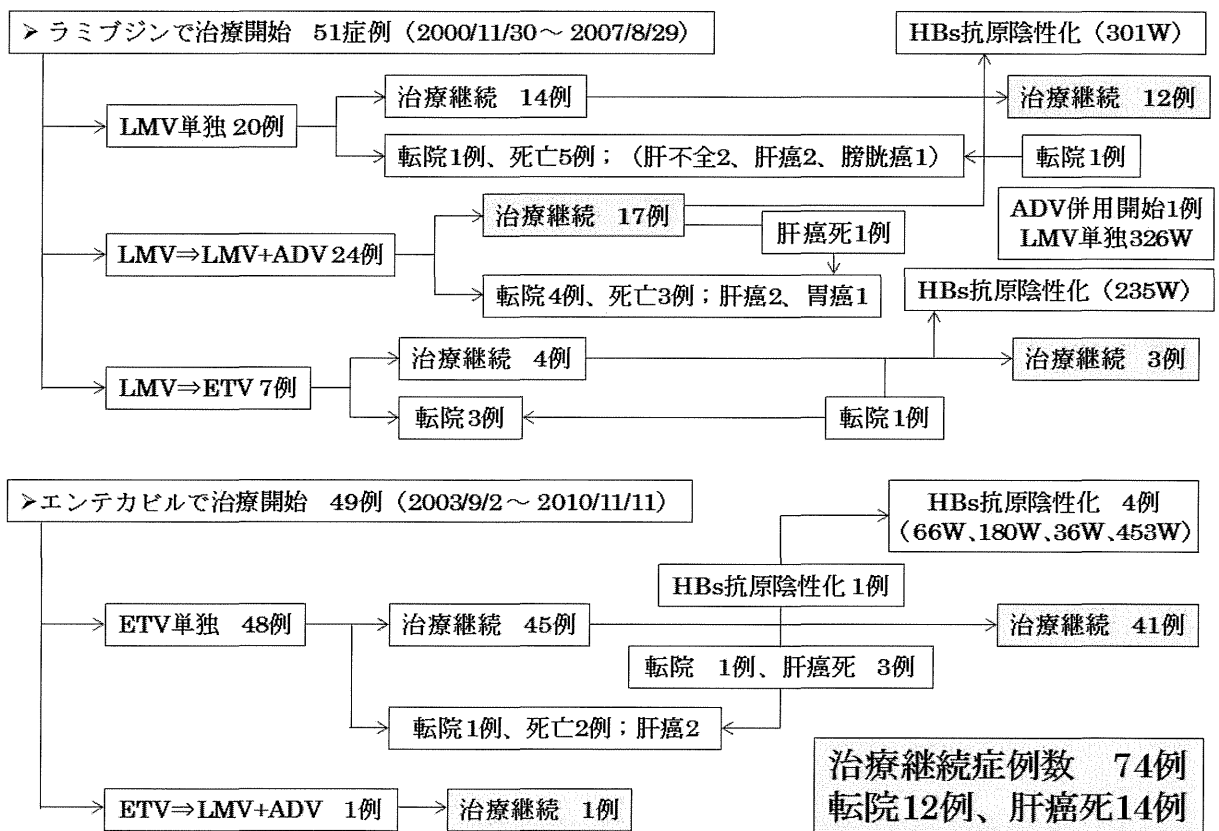 ➢ ラミブジンで治療開始 51症例（2000/11/30～2007/8/29）
HBs抗原陰性化（301W）
治療継続 14例
治療継続 12例
LMV単独 20例
転院1例、死亡5例；（肝不全2、肝癌2、膀胱癌1）
転院1例
治療継続 17例
ADV併用開始1例
LMV単独326W
肝癌死1例
LMV⇒LMV+ADV 24例
転院4例、死亡3例；肝癌2、胃癌1
HBs抗原陰性化（235W）
治療継続 4例
治療継続 3例
LMV⇒ETV 7例
転院3例
転院1例
➢エンテカビルで治療開始 49例（2003/9/2～2010/11/11）
HBs抗原陰性化 4例
（66W、180W、36W、453W）
HBs抗原陰性化 1例
ETV単独 48例
治療継続 45例
治療継続 41例
転院 1例、肝癌死 3例
転院1例、死亡2例；肝癌2
治療継続症例数 74例
転院12例、肝癌死14例
ETV⇒LMV+ADV 1例
治療継続 1例